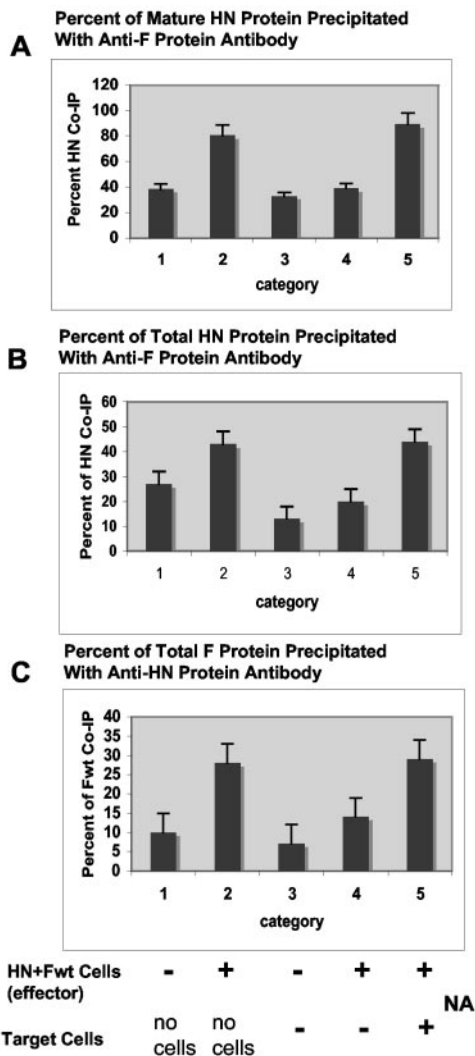 Percent of Mature HN Protein Precipitated
With Anti-F Protein Antibody
A
Percent HN Co-IP
120
100
80
60
40
20
0
1 2 3 4 5
category
Percent of Total HN Protein Precipitated
With Anti-F Protein Antibody
B
Percent of HN Co-IP
60
50
40
30
20
10
0
1 2 3 4 5
category
Percent of Total F Protein Precipitated
With Anti-HN Protein Antibody
C
Percent of Fwt Co-IP
40
35
30
25
20
15
10
5
0
1 2 3 4 5
category
HN+Fwt Cells - + - + +
(effector)
NA
Target Cells no cells no cells - - +